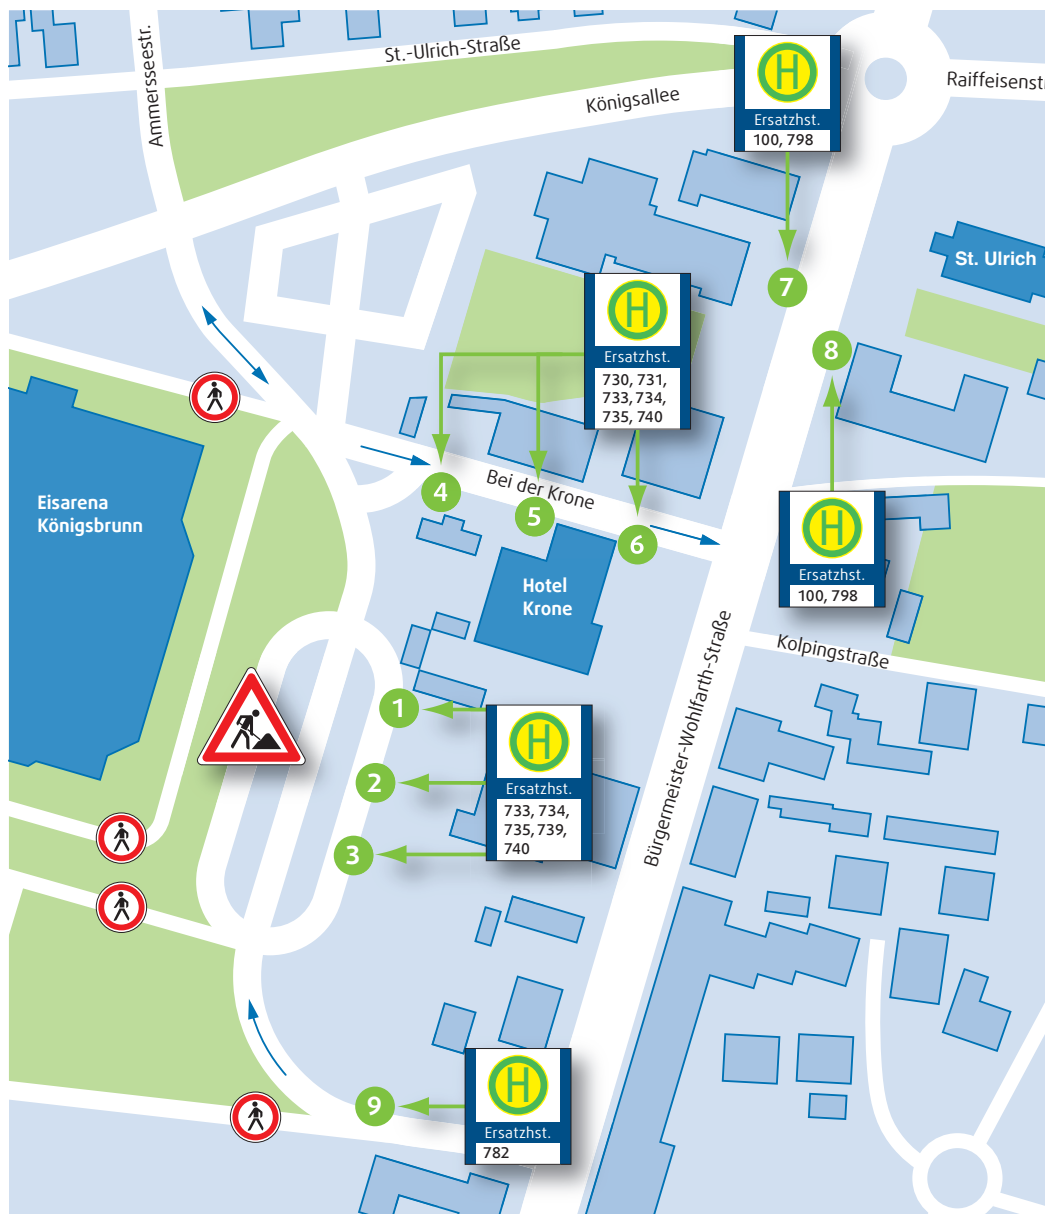 St.-Ulrich-Straße
Ammerseestr.
Königsallee
H
Ersatzhst.
100, 798
7
St. Ulrich
H
Ersatzhst.
730, 731,
733, 734,
735, 740
8
4
Bei der Krone
5
6
Eisarena
Königsbrunn
H
Ersatzhst.
100, 798
Hotel
Krone
Kolpingstraße
Bürgermeister-Wohlfarth-Straße
1
H
Ersatzhst.
733, 734,
735, 739,
740
2
3
H
Ersatzhst.
782
9